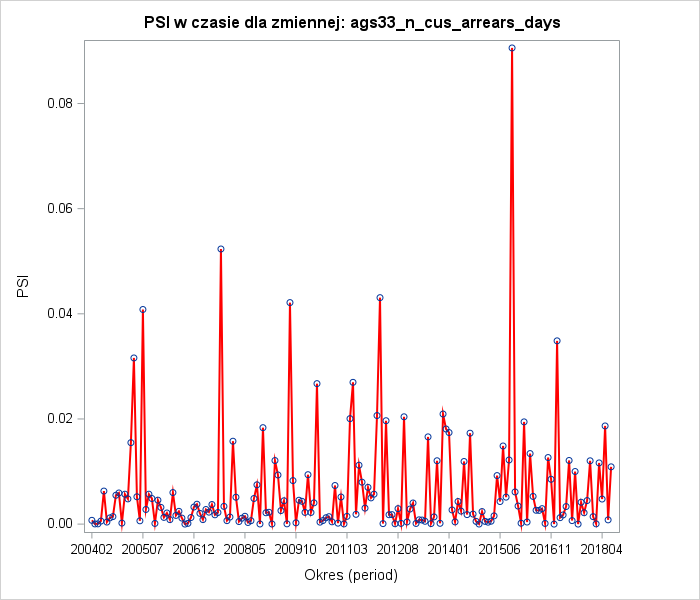 PSI w czasie dla zmiennej: ags33_n_cus_arrears_days
0.08
0.06
PSI
0.04
0.02
0.00
200402 200507 200612 200805 200910 201103 201208 201401 201506 201611 201804
Okres (period)